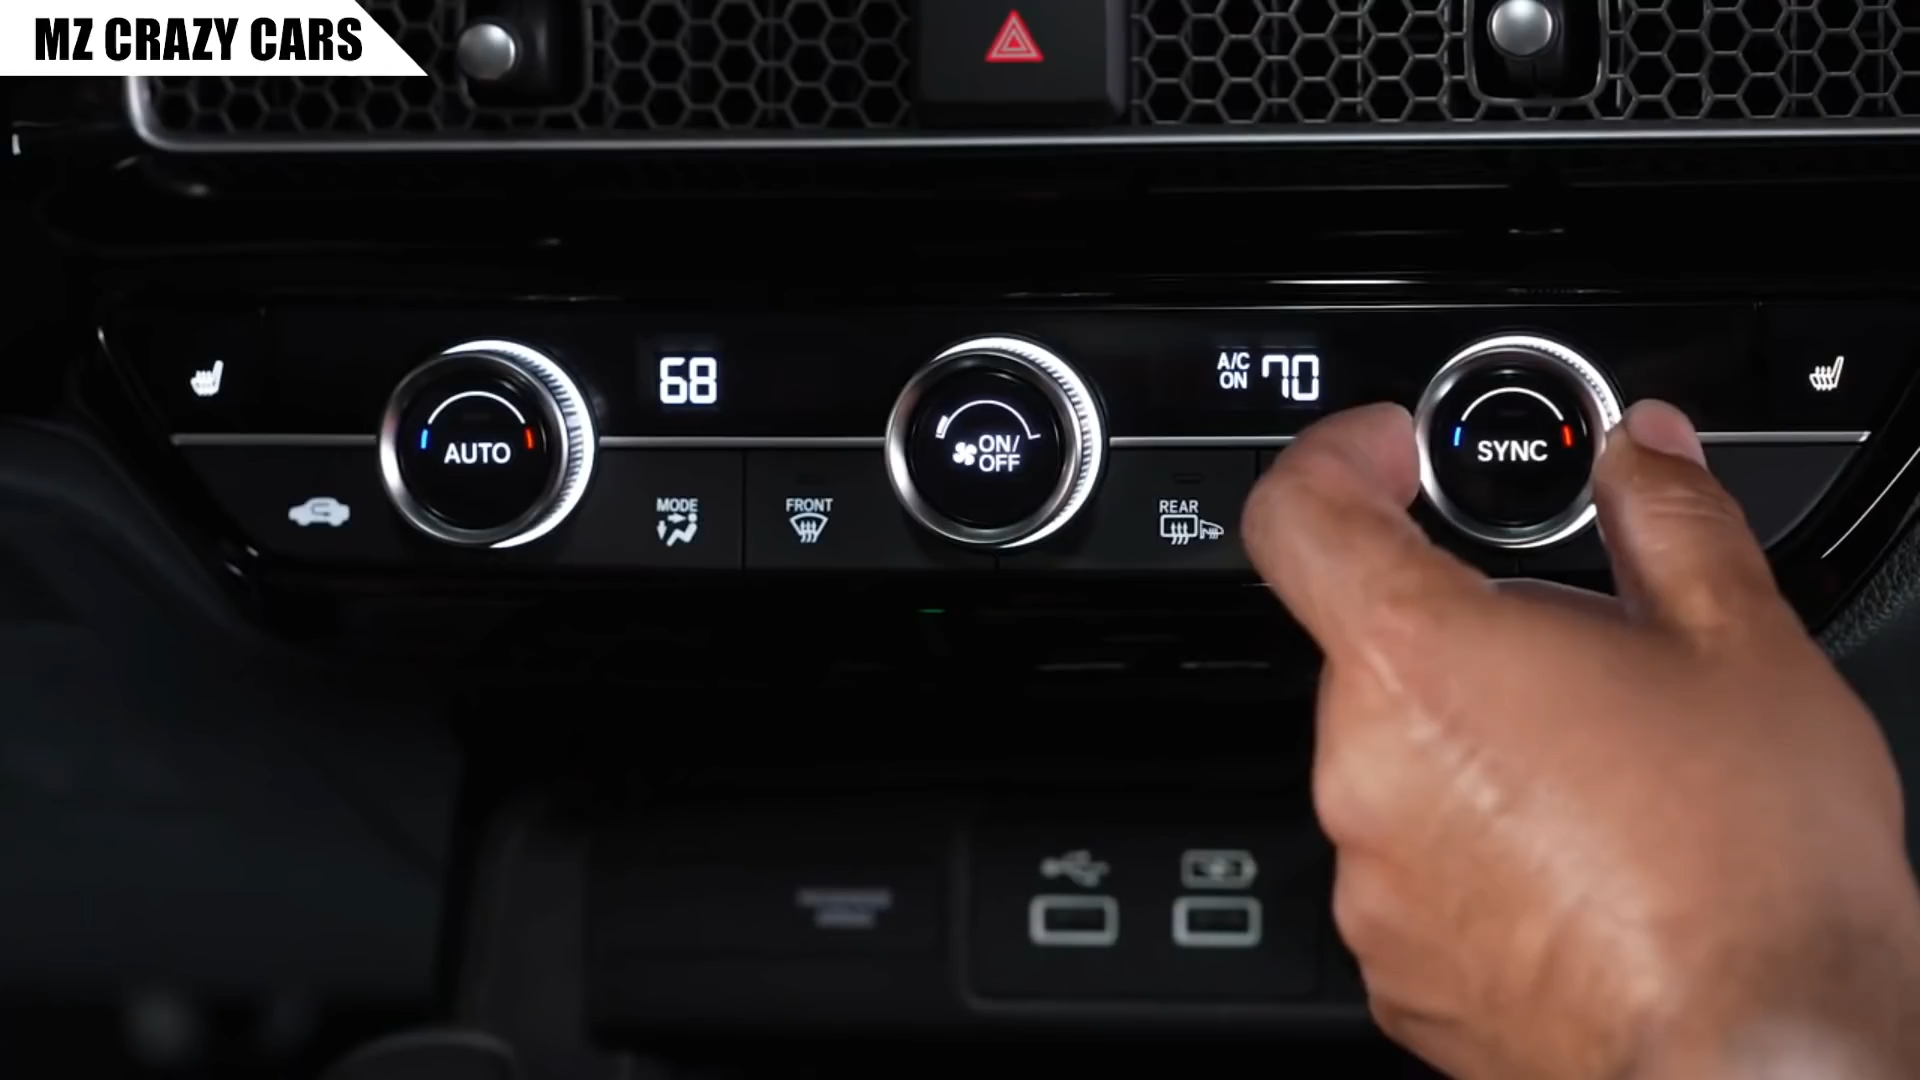 MZ CRAZY CARS
68
A/C
ON
70
AUTO
ON/
OFF
SYNC
MODE
FRONT
REAR